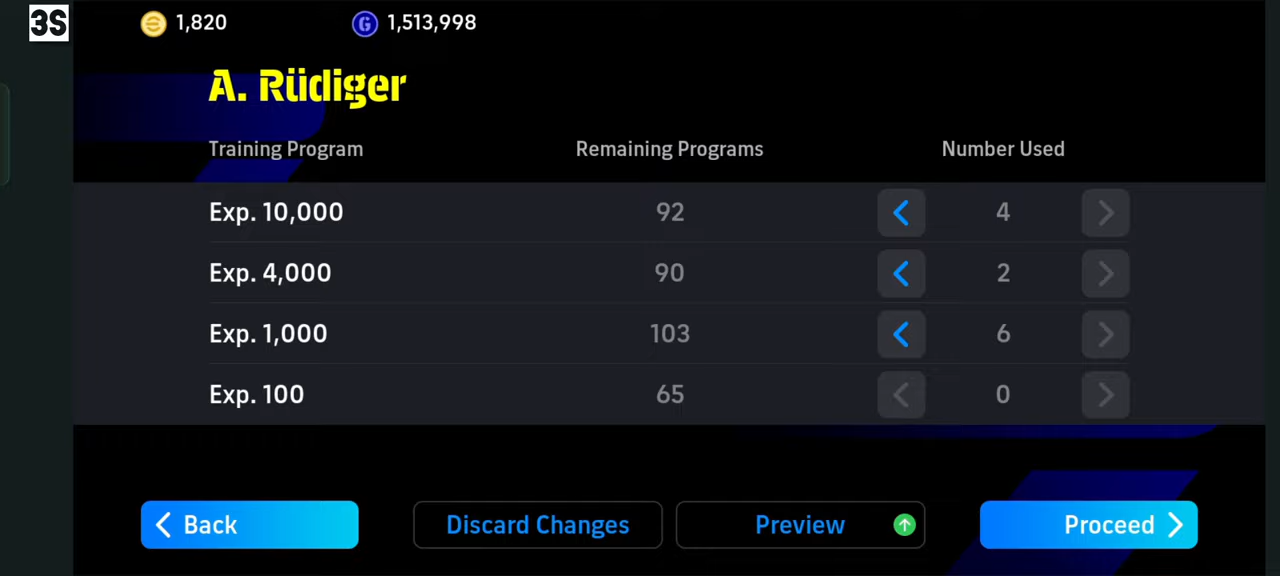 3S
1,820 1,513,998
A. Rüdiger
Training Program Remaining Programs Number Used
Exp. 10,000 92 4
Exp. 4,000 90 2
Exp. 1,000 103 6
Exp. 100 65 0
Back Discard Changes Preview Proceed